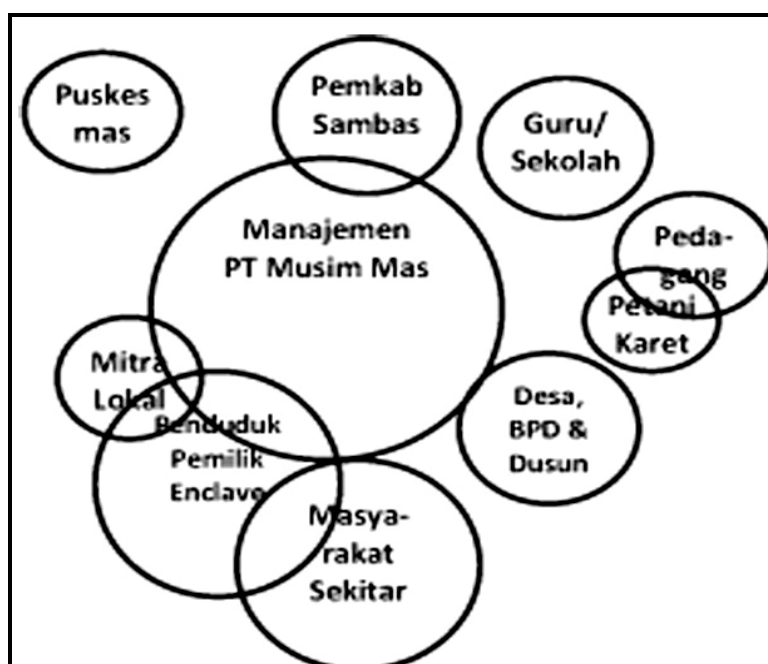 Puskes
mas
Pemkab
Sambas
Guru/
Sekolah
Manajemen
PT Musim Mas
Peda-
gang
Petani
Karet
Mitra
Lokal
Penduduk
Pemilik
Enclave
Desa,
BPD &
Dusun
Masya-
rakat
Sekitar